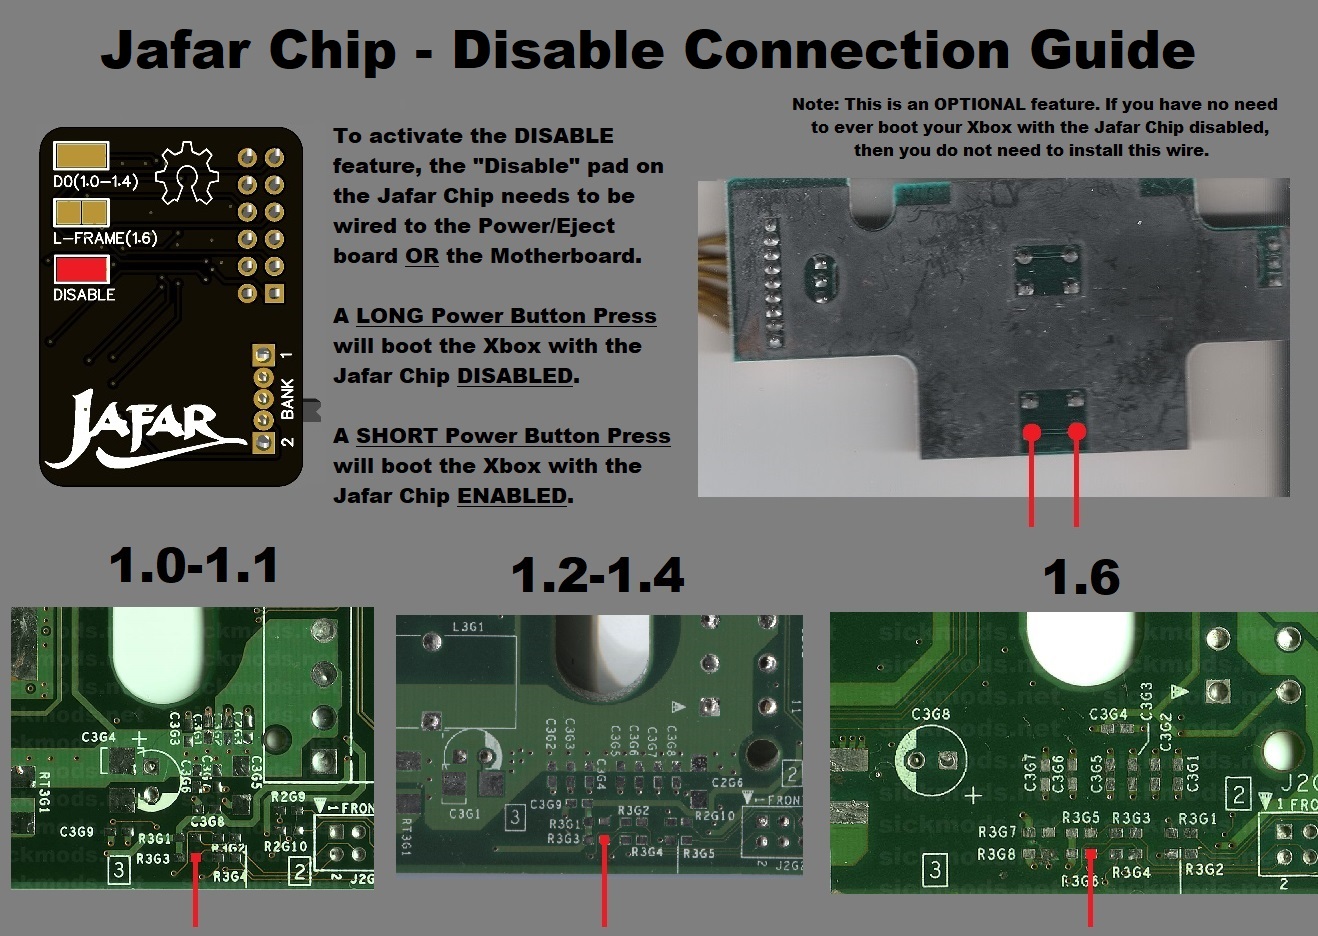 Jafar Chip - Disable Connection Guide
Note: This is an OPTIONAL feature. If you have no need
to ever boot your Xbox with the Jafar Chip disabled,
then you do not need to install this wire.
D0(1.0-1.4)
L-FRAME(1.6)
DISABLE
1
BANK
2
JAFAR
To activate the DISABLE
feature, the "Disable" pad on
the Jafar Chip needs to be
wired to the Power/Eject
board OR the Motherboard.
A LONG Power Button Press
will boot the Xbox with the
Jafar Chip DISABLED.
A SHORT Power Button Press
will boot the Xbox with the
Jafar Chip ENABLED.
1.0-1.1
C3G3
C3G4
C3G6
C3G5
RT3G1
R2G9
C3G8
C3G9
R3G1
R3G2
R2G10
R3G3
R3G4
3
2
1 FRON
2
J2G
1.2-1.4
L3G1
C3G2
C3G3
C3G5
C3G6
C3G7
C3G4
C2G6
2
C3G1
C3G9
3
R3G1
R3G2
R2G10
R3G3
R3G4
R3G5
RT3G1
1-FRON
2
J2G2
1.6
sickmods.net
C3G8
C3G4
C3G3
C3G2
C3G7
C3G6
C3G5
C3G1
2
J2G
1 FRO
R3G7
R3G5
R3G3
R3G1
R3G8
R3G6
R3G4
R3G2
3
2